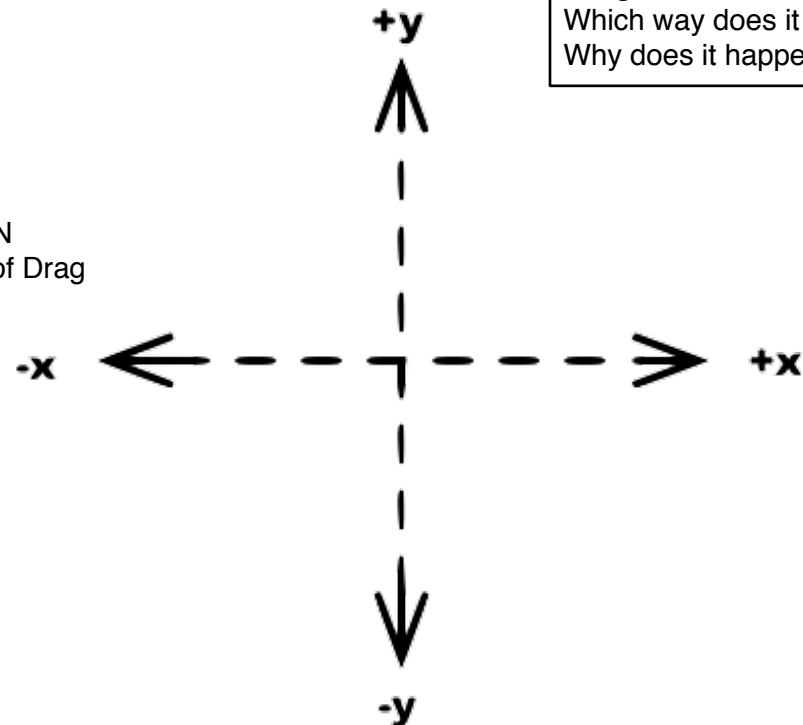 +y
Which way does it
Why does it happe
N
of Drag
-x
+x
-y